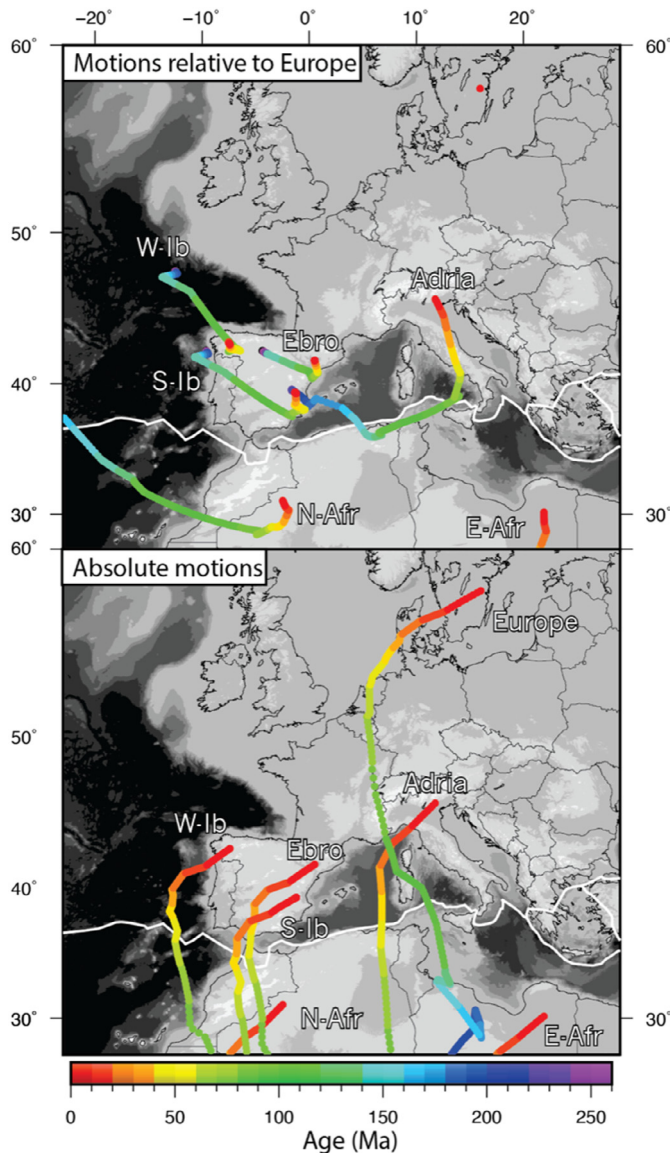 −20° −10° 0° 10° 20°
60° 60°
Motions relative to Europe
50°
W-Ib
Adria
Ebro
S-Ib
40°
N-Afr
E-Afr
30° 30°
60° 60°
Absolute motions
Europe
50°
Adria
W-Ib
Ebro
40°
S-Ib
N-Afr
E-Afr
30° 30°
0 50 100 150 200 250
Age (Ma)